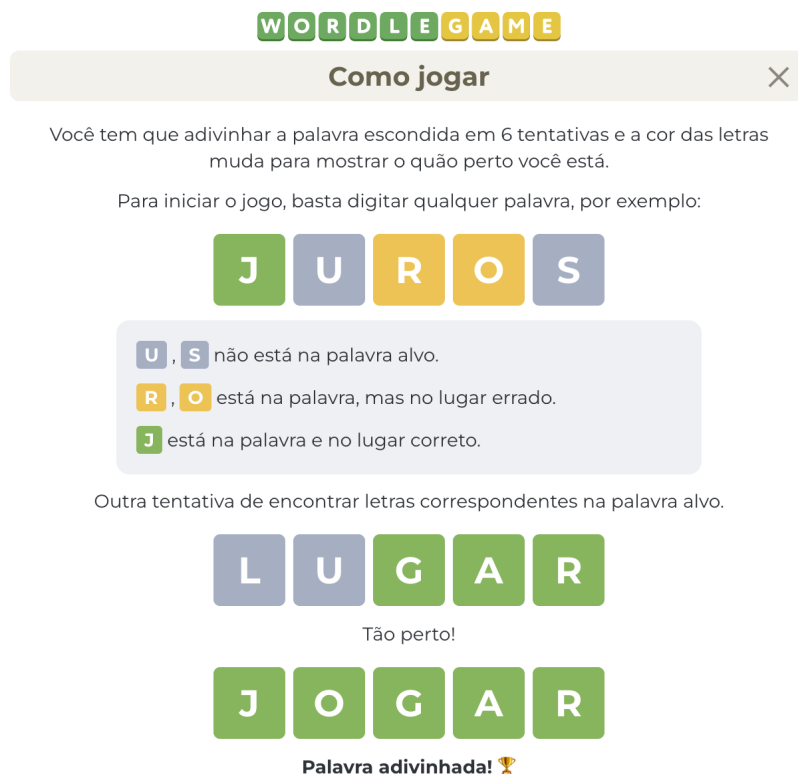 WORDLEGAME
Como jogar
Você tem que adivinhar a palavra escondida em 6 tentativas e a cor das letras
muda para mostrar o quão perto você está.
Para iniciar o jogo, basta digitar qualquer palavra, por exemplo:
JUROS
U , S não está na palavra alvo.
R , O está na palavra, mas no lugar errado.
J está na palavra e no lugar correto.
Outra tentativa de encontrar letras correspondentes na palavra alvo.
LUGAR
Tão perto!
JOGAR
Palavra adivinhada! 🏆